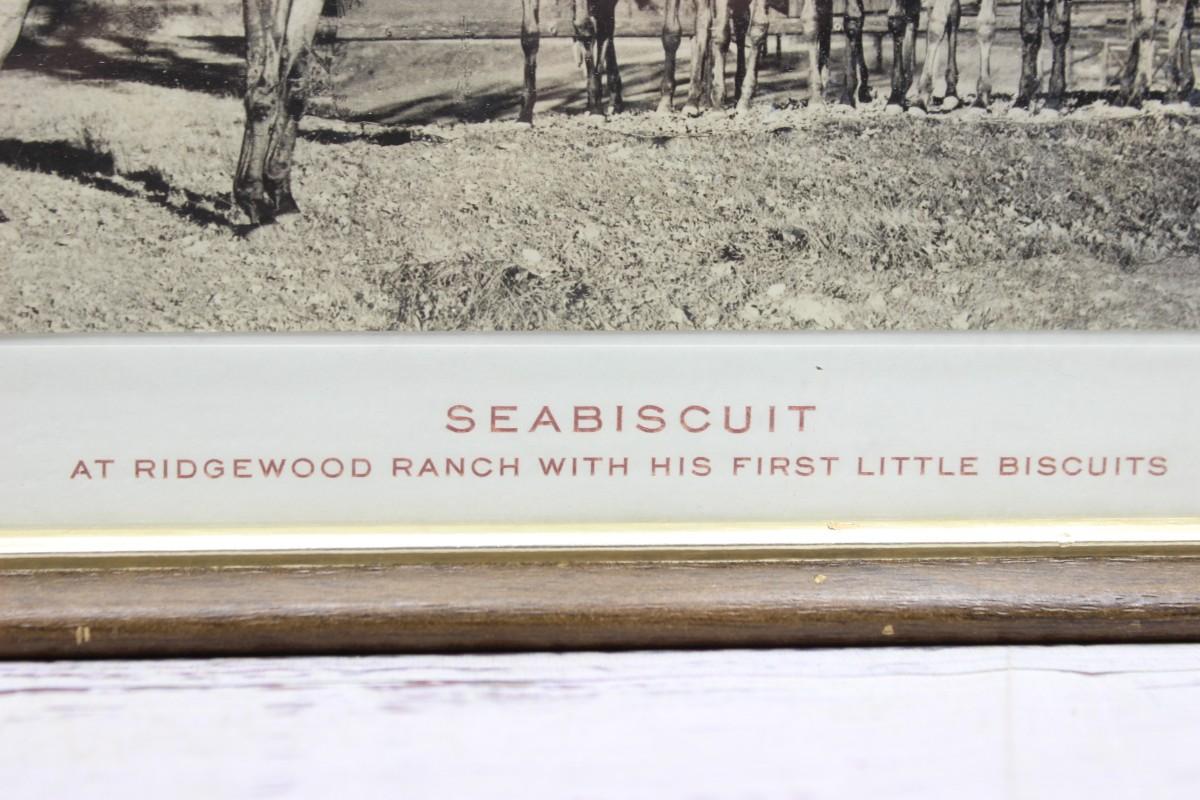 SEABISCUIT
AT RIDGEWOOD RANCH WITH HIS FIRST LITTLE BISCUITS